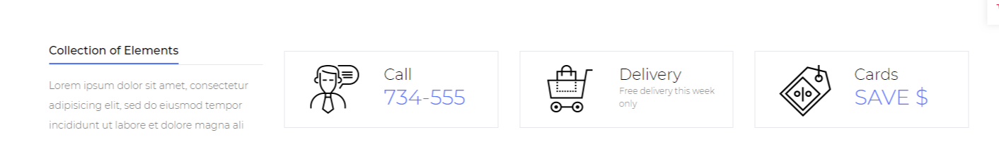 Collection of Elements
Lorem ipsum dolor sit amet, consectetur
adipisicing elit, sed do eiusmod tempor
incididunt ut labore et dolore magna ali
Call
734-555
Delivery
Free delivery this week
only
Cards
SAVE $